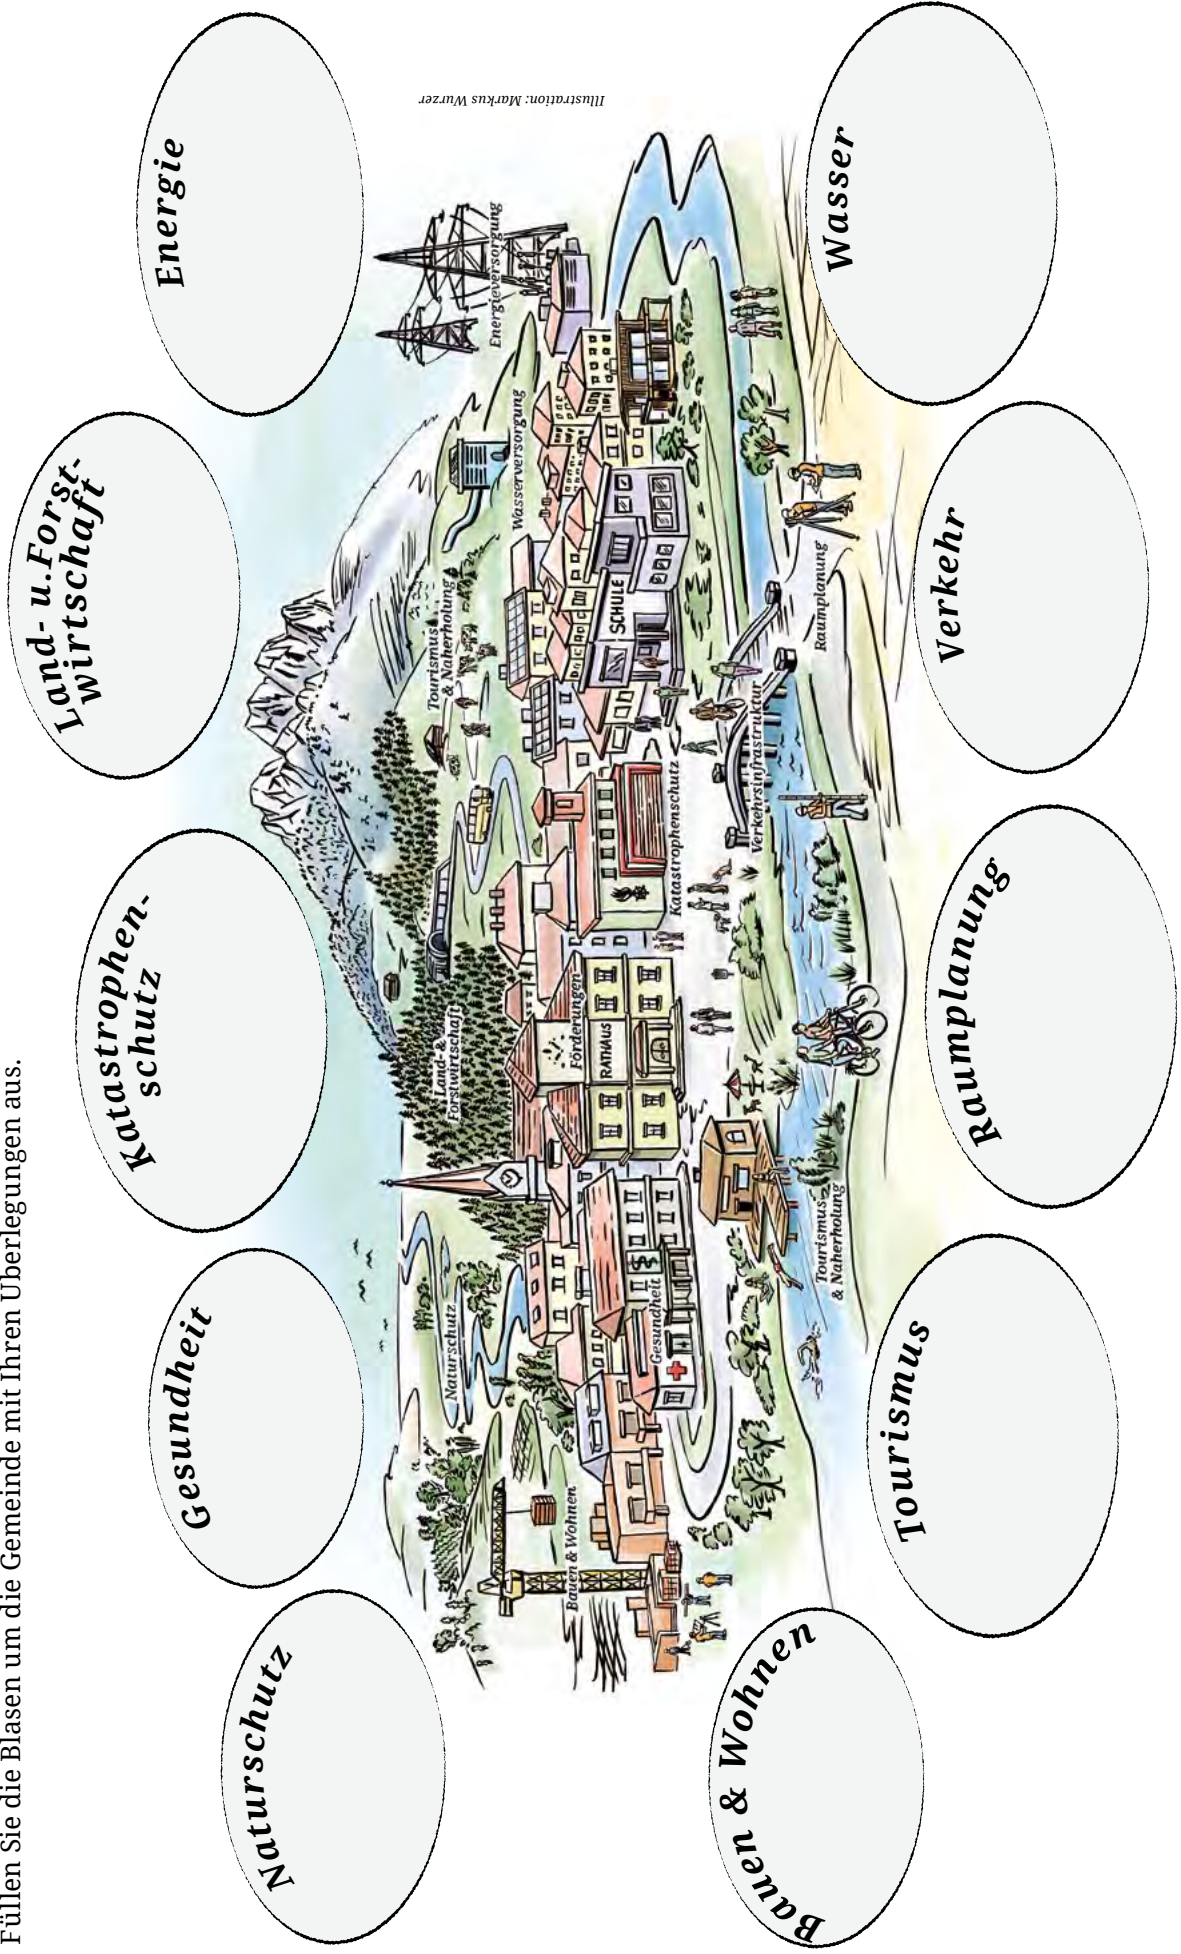 Füllen Sie die Blasen um die Gemeinde mit Ihren Überlegungen aus.
Naturschutz
Gesundheit
Katastrophen-
schutz
Land- u.Forst-
wirtschaft
Energie
Naturschutz
Land- &
Forstwirtschaft
Tourismus
& Naherholung
Wasserversorgung
Energieversorgung
Illustration: Markus Wurzer
Bauen & Wohnen
Förderungen
RATHAUS
SCHULE
Gesundheit
Katastrophenschutz
Verkehrsinfrastruktur
Tourismus
& Naherholung
Raumplanung
Bauen & Wohnen
Tourismus
Raumplanung
Verkehr
Wasser